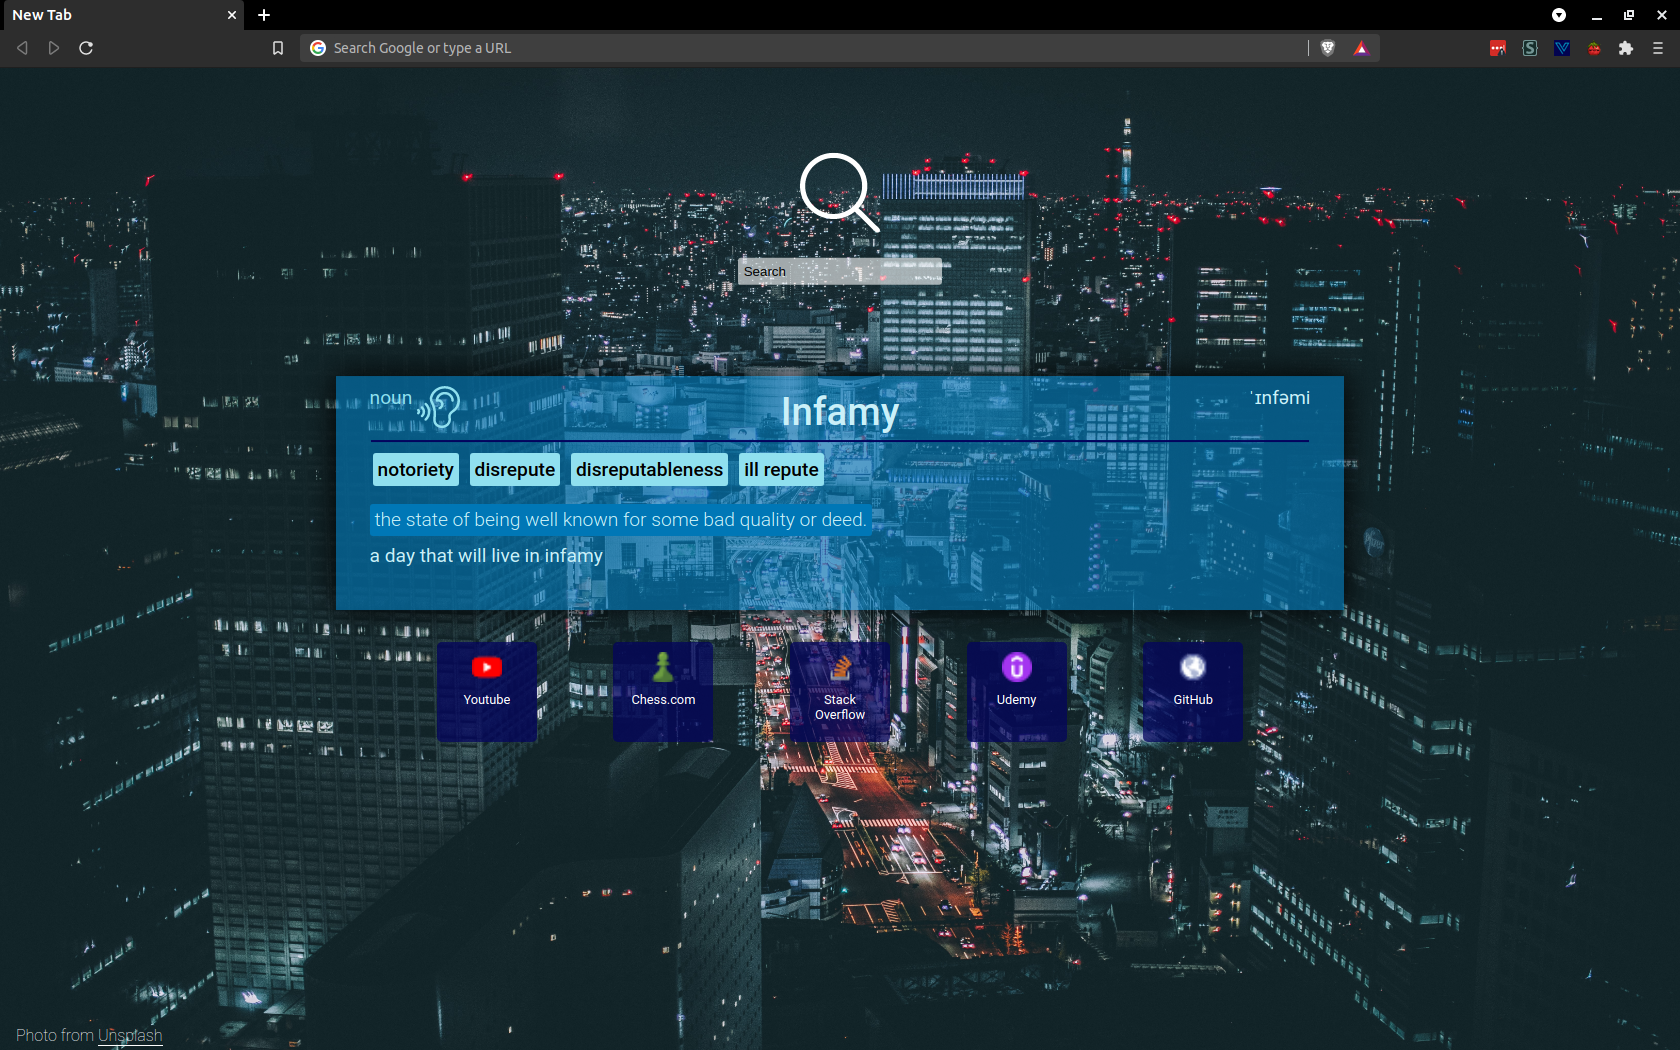 New Tab
Search Google or type a URL
Search
noun
Infamy
ˈɪnfəmi
notoriety disrepute disreputableness ill repute
the state of being well known for some bad quality or deed.
a day that will live in infamy
Youtube
Chess.com
Stack
Overflow
Udemy
GitHub
Photo from Unsplash